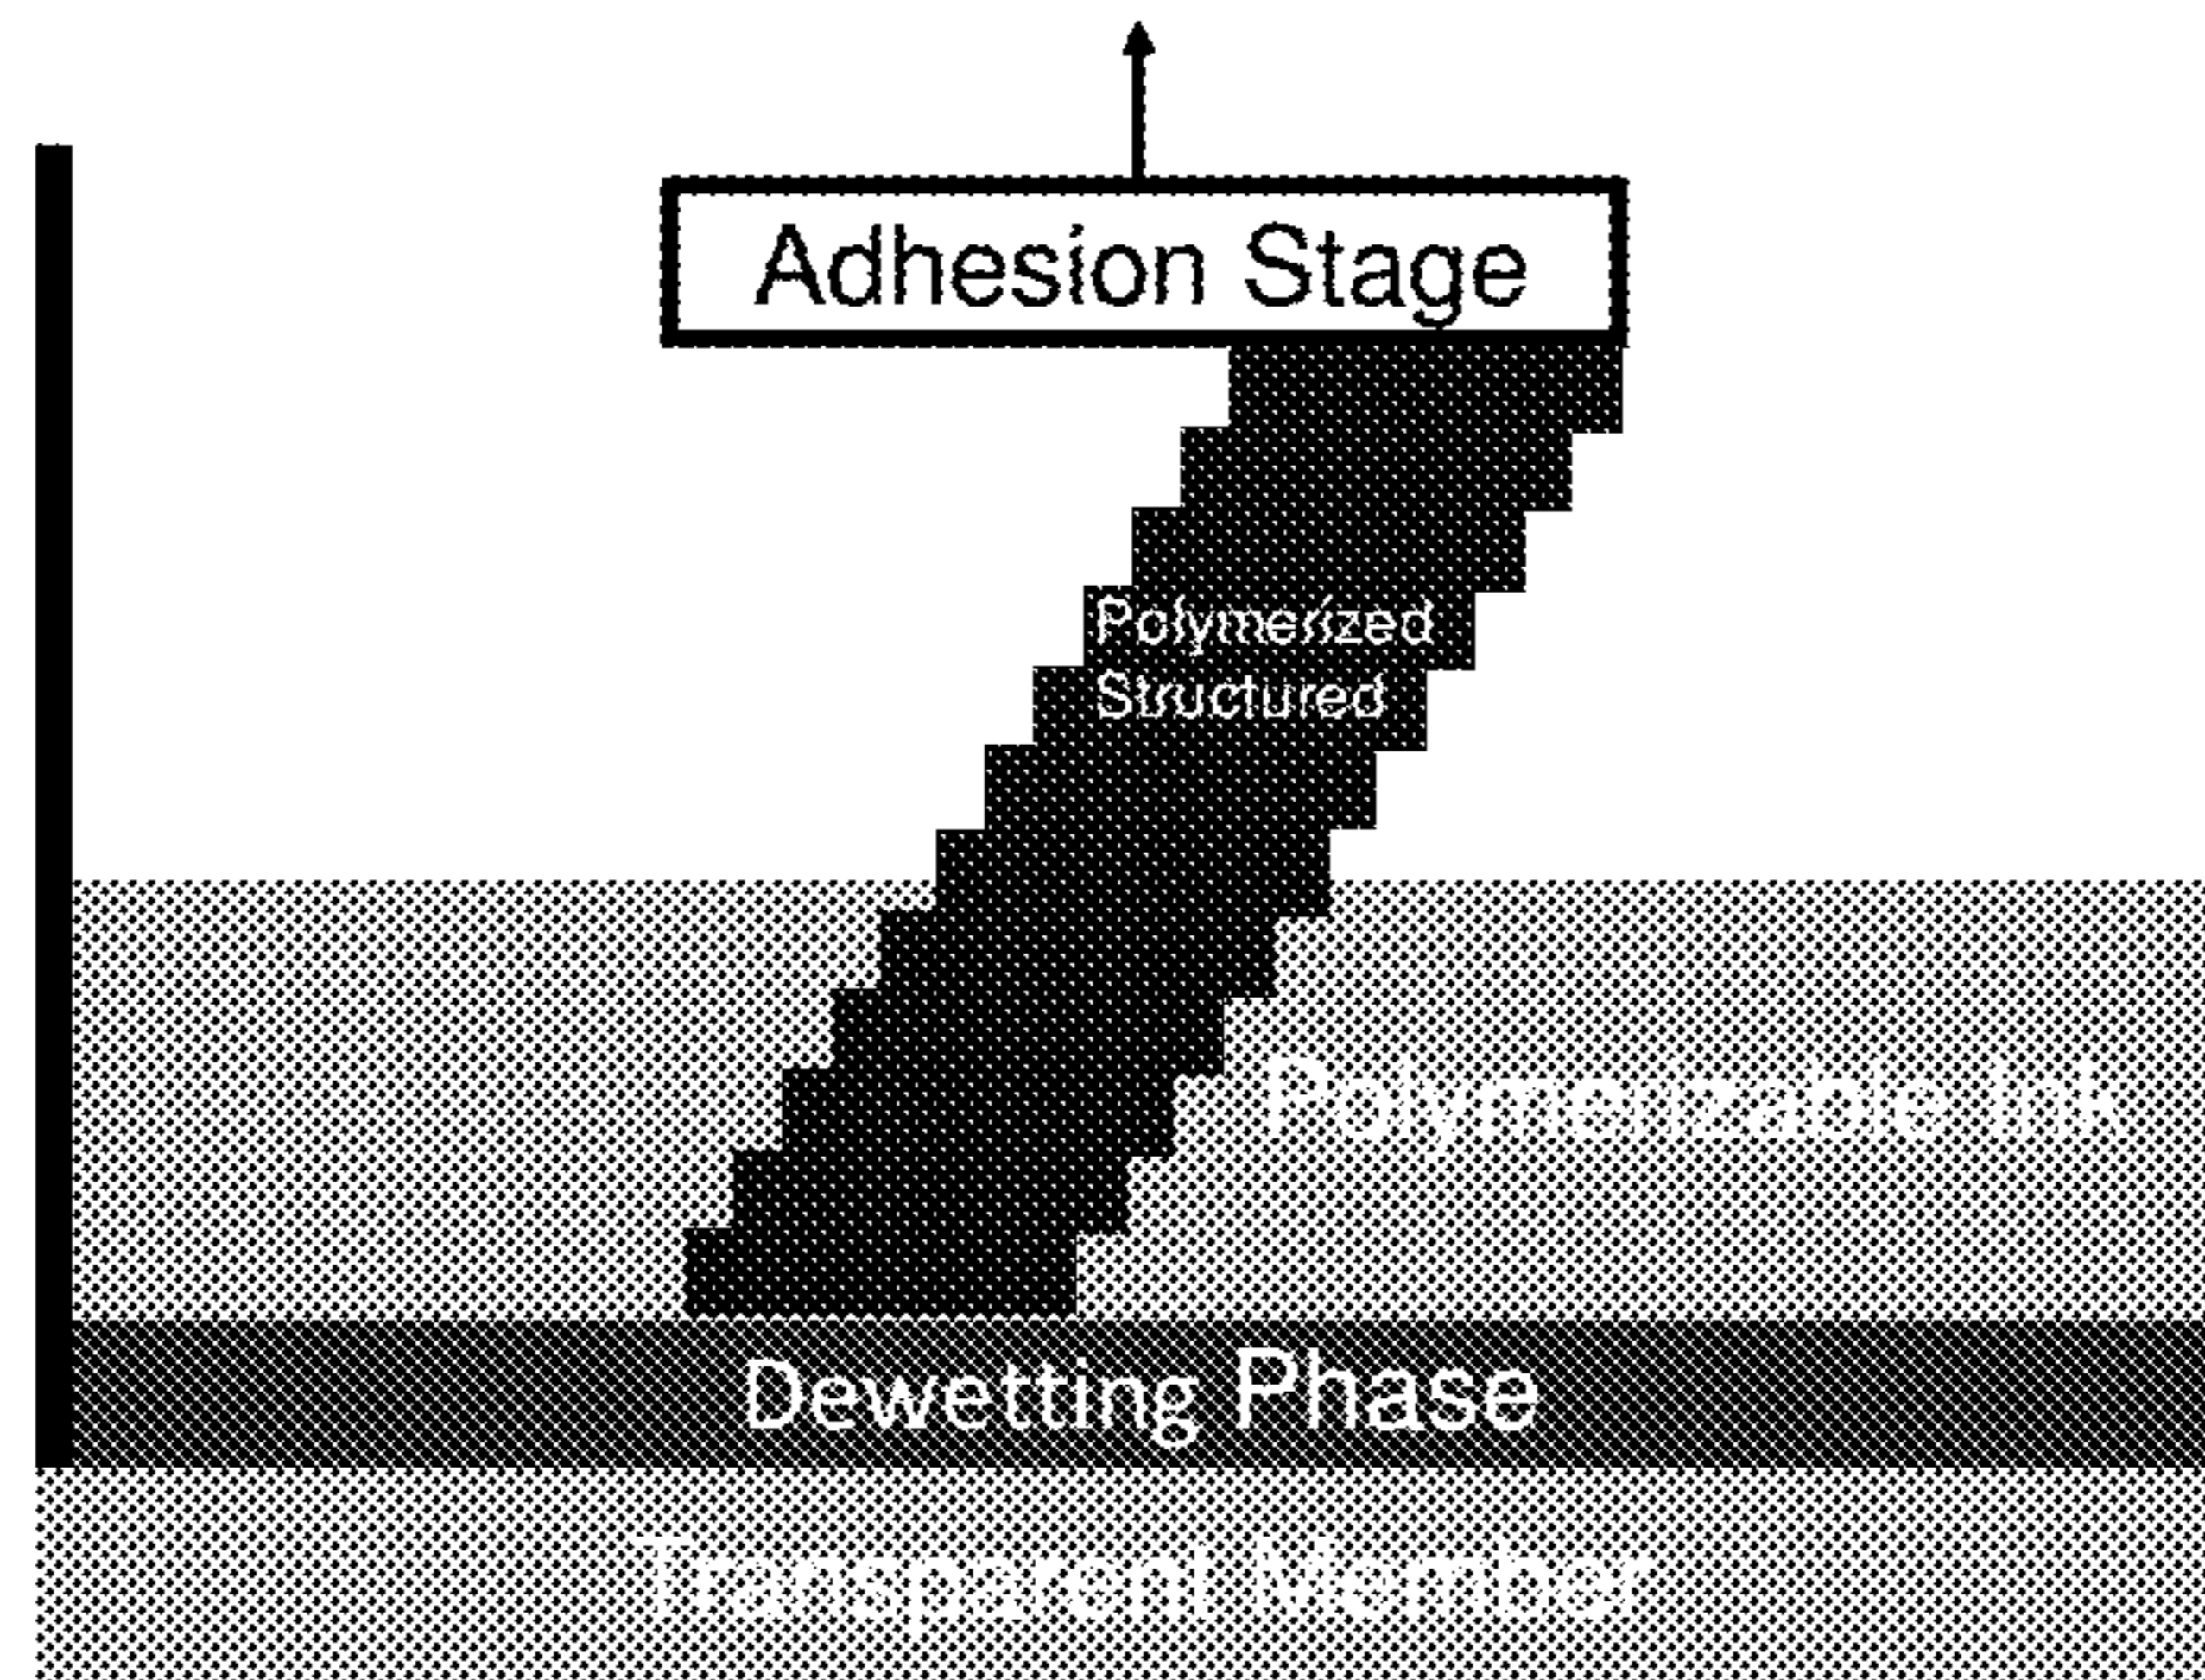 Adhesion Stage
Polymerized
Structured
Polymerizable Ink
Dewetting Phase
Transparent Member